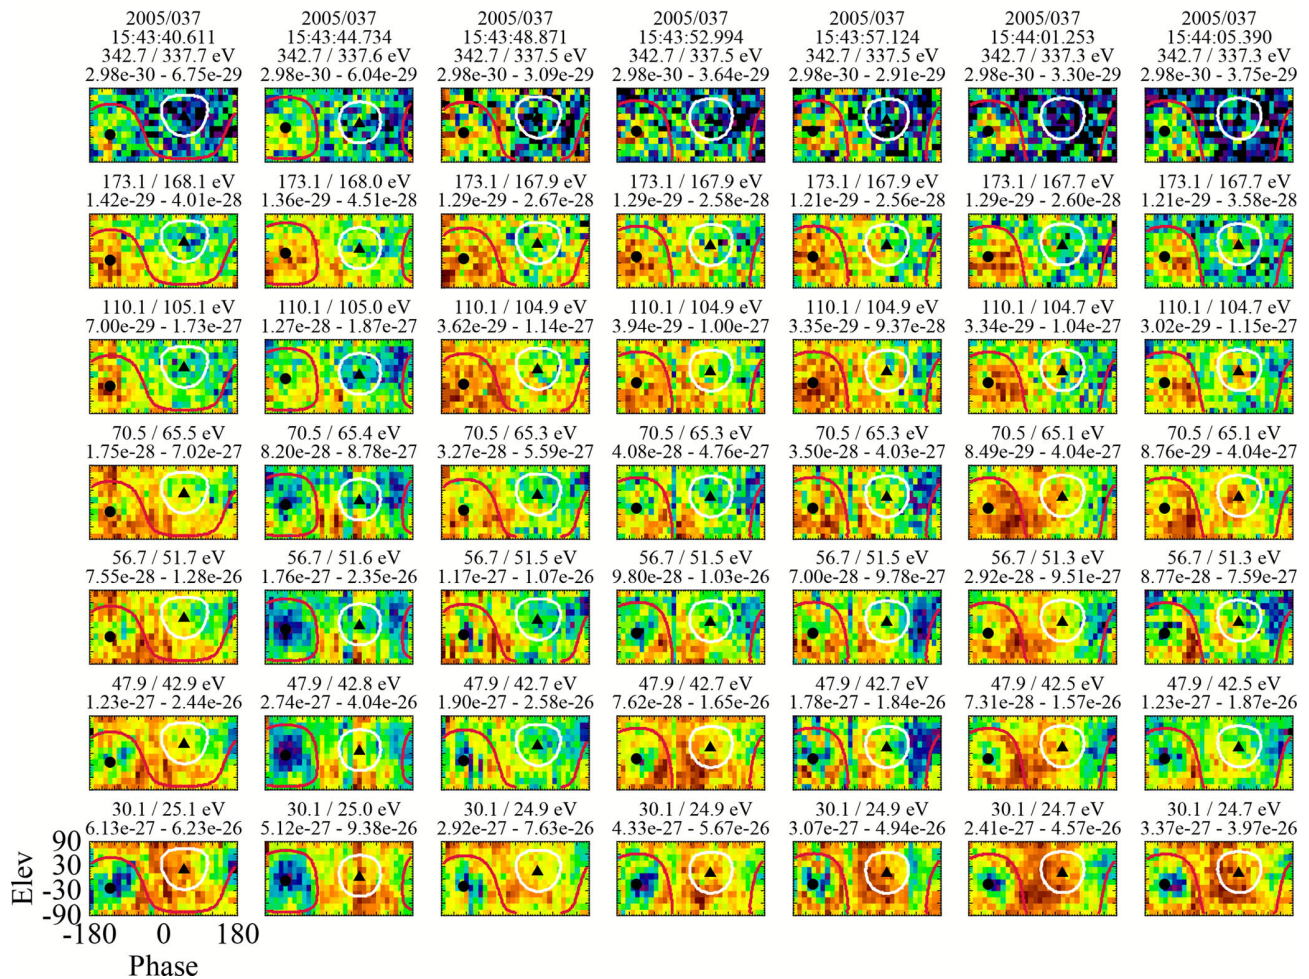 2005/037 2005/037 2005/037 2005/037 2005/037 2005/037 2005/037
15:43:40.611 15:43:44.734 15:43:48.871 15:43:52.994 15:43:57.124 15:44:01.253 15:44:05.390
342.7 / 337.7 eV 342.7 / 337.6 eV 342.7 / 337.5 eV 342.7 / 337.5 eV 342.7 / 337.5 eV 342.7 / 337.3 eV 342.7 / 337.3 eV
2.98e-30 - 6.75e-29 2.98e-30 - 6.04e-29 2.98e-30 - 3.09e-29 2.98e-30 - 3.64e-29 2.98e-30 - 2.91e-29 2.98e-30 - 3.30e-29 2.98e-30 - 3.75e-29
173.1 / 168.1 eV 173.1 / 168.0 eV 173.1 / 167.9 eV 173.1 / 167.9 eV 173.1 / 167.9 eV 173.1 / 167.7 eV 173.1 / 167.7 eV
1.42e-29 - 4.01e-28 1.36e-29 - 4.51e-28 1.29e-29 - 2.67e-28 1.29e-29 - 2.58e-28 1.21e-29 - 2.56e-28 1.29e-29 - 2.60e-28 1.21e-29 - 3.58e-28
110.1 / 105.1 eV 110.1 / 105.0 eV 110.1 / 104.9 eV 110.1 / 104.9 eV 110.1 / 104.9 eV 110.1 / 104.7 eV 110.1 / 104.7 eV
7.00e-29 - 1.73e-27 1.27e-28 - 1.87e-27 3.62e-29 - 1.14e-27 3.94e-29 - 1.00e-27 3.35e-29 - 9.37e-28 3.34e-29 - 1.04e-27 3.02e-29 - 1.15e-27
70.5 / 65.5 eV 70.5 / 65.4 eV 70.5 / 65.3 eV 70.5 / 65.3 eV 70.5 / 65.3 eV 70.5 / 65.1 eV 70.5 / 65.1 eV
1.75e-28 - 7.02e-27 8.20e-28 - 8.78e-27 3.27e-28 - 5.59e-27 4.08e-28 - 4.76e-27 3.50e-28 - 4.03e-27 8.49e-29 - 4.04e-27 8.76e-29 - 4.04e-27
56.7 / 51.7 eV 56.7 / 51.6 eV 56.7 / 51.5 eV 56.7 / 51.5 eV 56.7 / 51.5 eV 56.7 / 51.3 eV 56.7 / 51.3 eV
7.55e-28 - 1.28e-26 1.76e-27 - 2.35e-26 1.17e-27 - 1.07e-26 9.80e-28 - 1.03e-26 7.00e-28 - 9.78e-27 2.92e-28 - 9.51e-27 8.77e-28 - 7.59e-27
47.9 / 42.9 eV 47.9 / 42.8 eV 47.9 / 42.7 eV 47.9 / 42.7 eV 47.9 / 42.7 eV 47.9 / 42.5 eV 47.9 / 42.5 eV
1.23e-27 - 2.44e-26 2.74e-27 - 4.04e-26 1.90e-27 - 2.58e-26 7.62e-28 - 1.65e-26 1.78e-27 - 1.84e-26 7.31e-28 - 1.57e-26 1.23e-27 - 1.87e-26
30.1 / 25.1 eV 30.1 / 25.0 eV 30.1 / 24.9 eV 30.1 / 24.9 eV 30.1 / 24.9 eV 30.1 / 24.7 eV 30.1 / 24.7 eV
6.13e-27 - 6.23e-26 5.12e-27 - 9.38e-26 2.92e-27 - 7.63e-26 4.33e-27 - 5.67e-26 3.07e-27 - 4.94e-26 2.41e-27 - 4.57e-26 3.37e-27 - 3.97e-26
90
30
-30
-90
Elev
-180 0 180
Phase